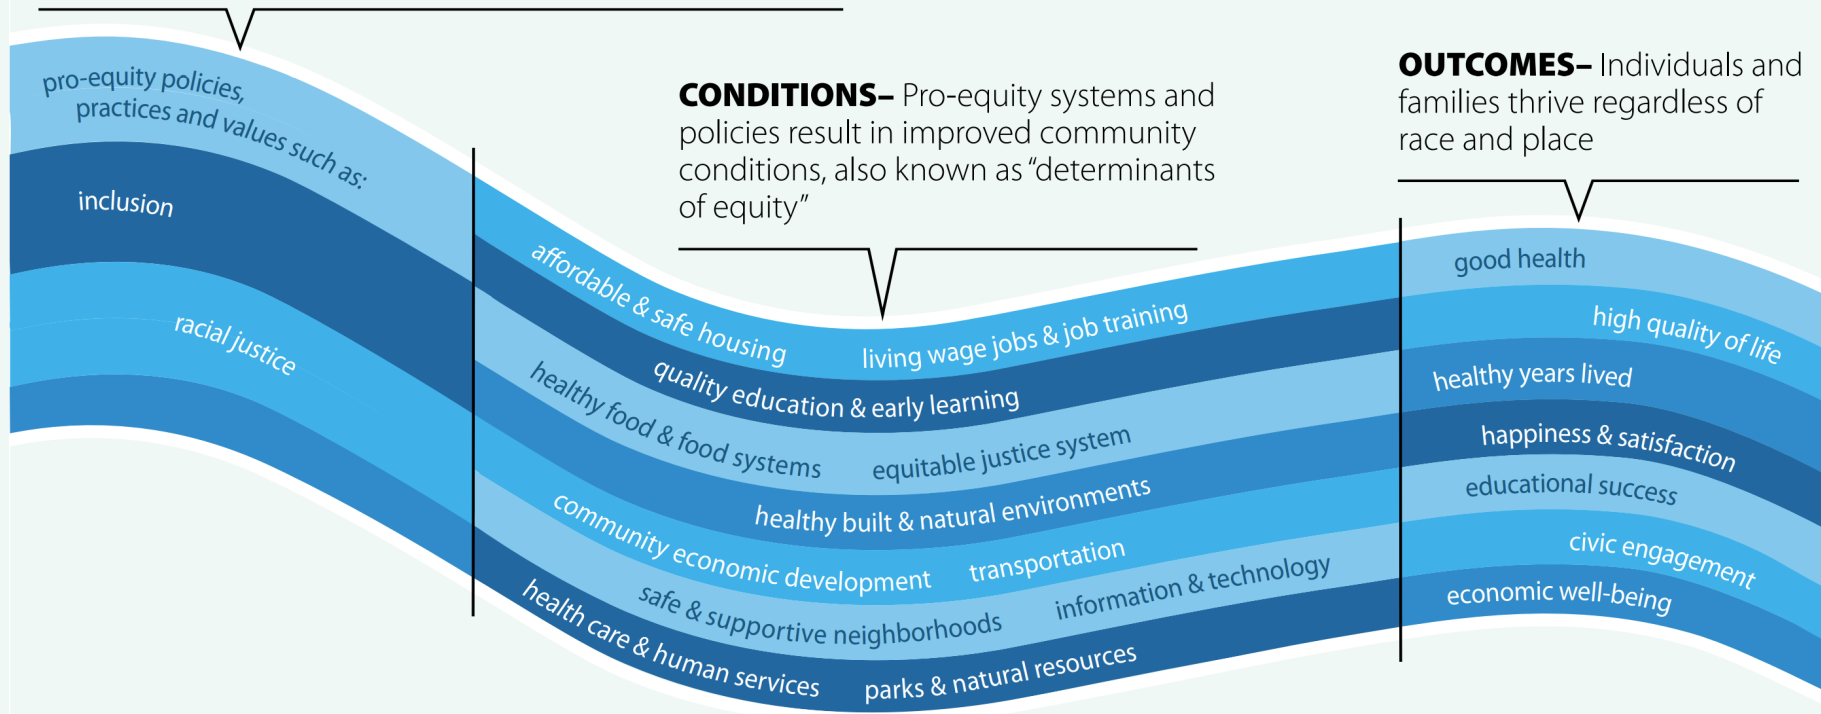 pro-equity policies,
practices and values such as:
inclusion
racial justice
CONDITIONS– Pro-equity systems and
policies result in improved community
conditions, also known as “determinants
of equity”
affordable & safe housing
living wage jobs & job training
quality education & early learning
healthy food & food systems
equitable justice system
healthy built & natural environments
community economic development
transportation
safe & supportive neighborhoods
information & technology
health care & human services
parks & natural resources
OUTCOMES– Individuals and
families thrive regardless of
race and place
good health
high quality of life
healthy years lived
happiness & satisfaction
educational success
civic engagement
economic well-being